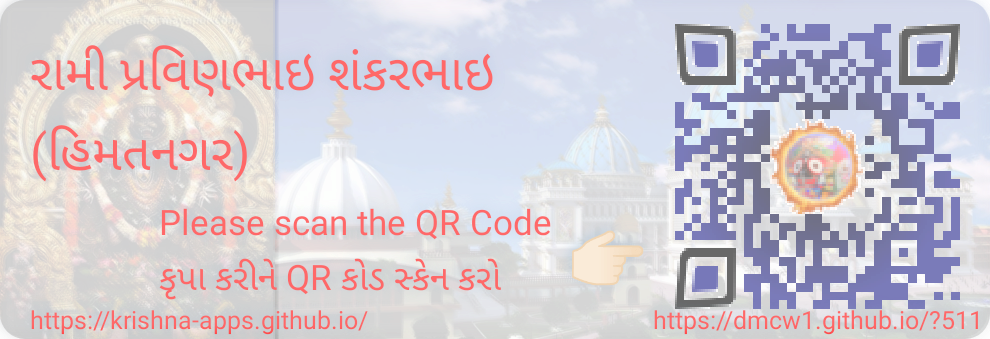 રામી પ્રવિણભાઇ શંકરભાઇ
(હિમતનગર)
Please scan the QR Code
કૃપા કરીને QR કોડ સ્કેન કરો
https://krishna-apps.github.io/
https://dmcw1.github.io/?511